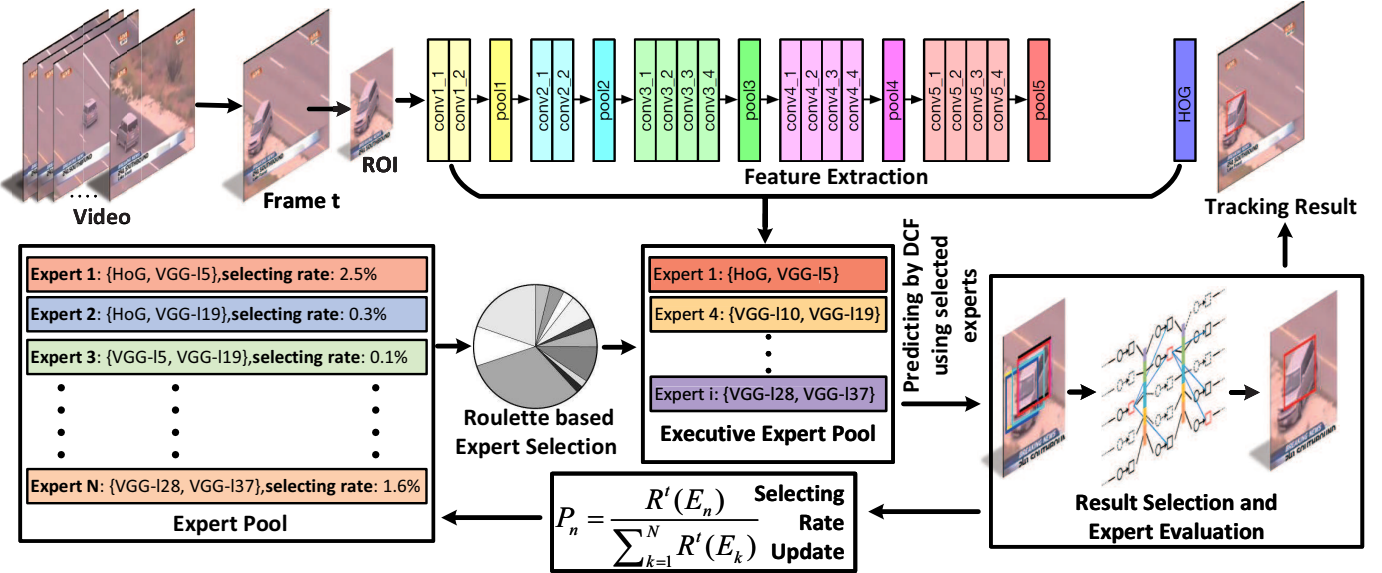 conv1_1
conv1_2
pool1
conv2_1
conv2_2
pool2
conv3_1
conv3_2
conv3_3
conv3_4
pool3
conv4_1
conv4_2
conv4_3
conv4_4
pool4
conv5_1
conv5_2
conv5_3
conv5_4
pool5
HOG
ROI
Feature Extraction
Video
Frame t
Tracking Result
Expert 1: {HoG, VGG-l5},selecting rate: 2.5%
Expert 2: {HoG, VGG-l19},selecting rate: 0.3%
Expert 3: {VGG-l5, VGG-l19},selecting rate: 0.1%
Expert N: {VGG-l28, VGG-l37},selecting rate: 1.6%
Expert Pool
Roulette based
Expert Selection
Expert 1: {HoG, VGG-l5}
Expert 4: {VGG-l10, VGG-l19}
Expert i: {VGG-l28, VGG-l37}
Executive Expert Pool
Predicting by DCF
using selected
experts
Result Selection and
Expert Evaluation
P_n = R^t(E_n) / ∑_{k=1}^{N} R^t(E_k)
Selecting
Rate
Update